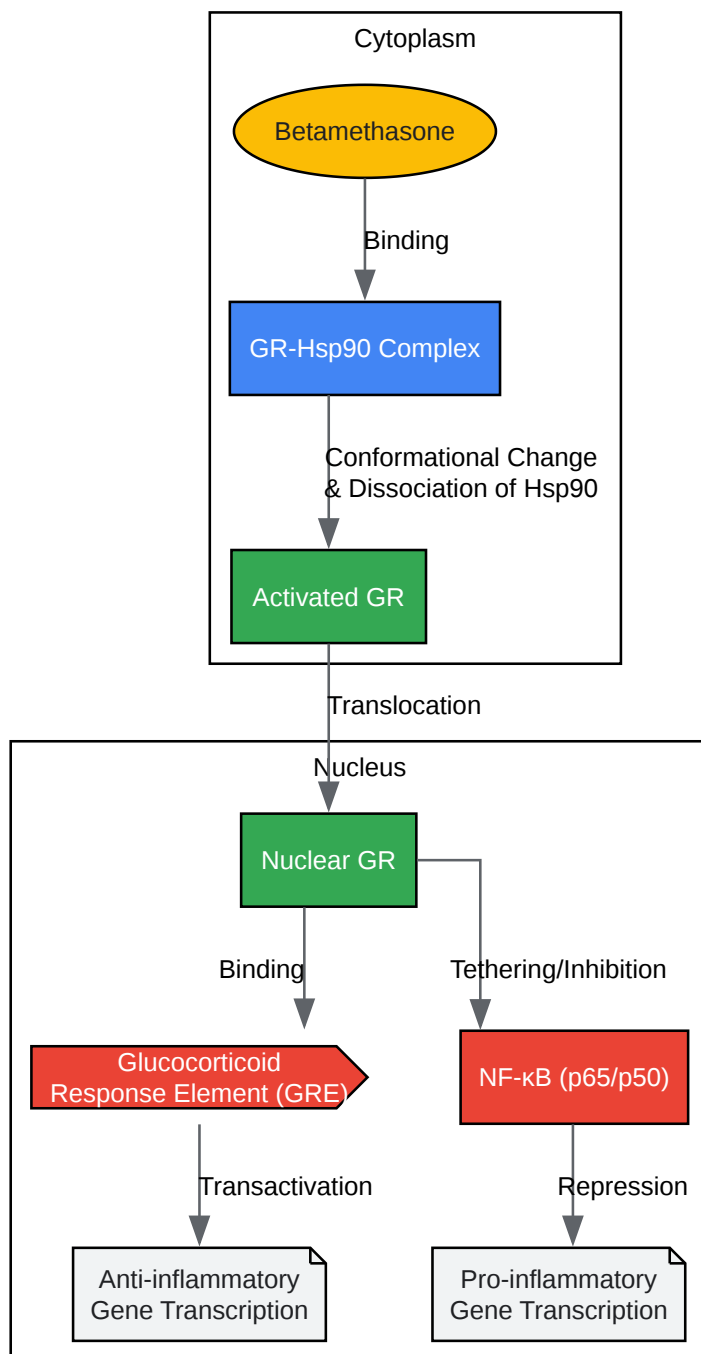 Cytoplasm
Betamethasone
Binding
GR-Hsp90 Complex
Conformational Change
& Dissociation of Hsp90
Activated GR
Translocation
Nucleus
Nuclear GR
Binding
Tethering/Inhibition
Glucocorticoid
Response Element (GRE)
NF-κB (p65/p50)
Transactivation
Repression
Anti-inflammatory
Gene Transcription
Pro-inflammatory
Gene Transcription